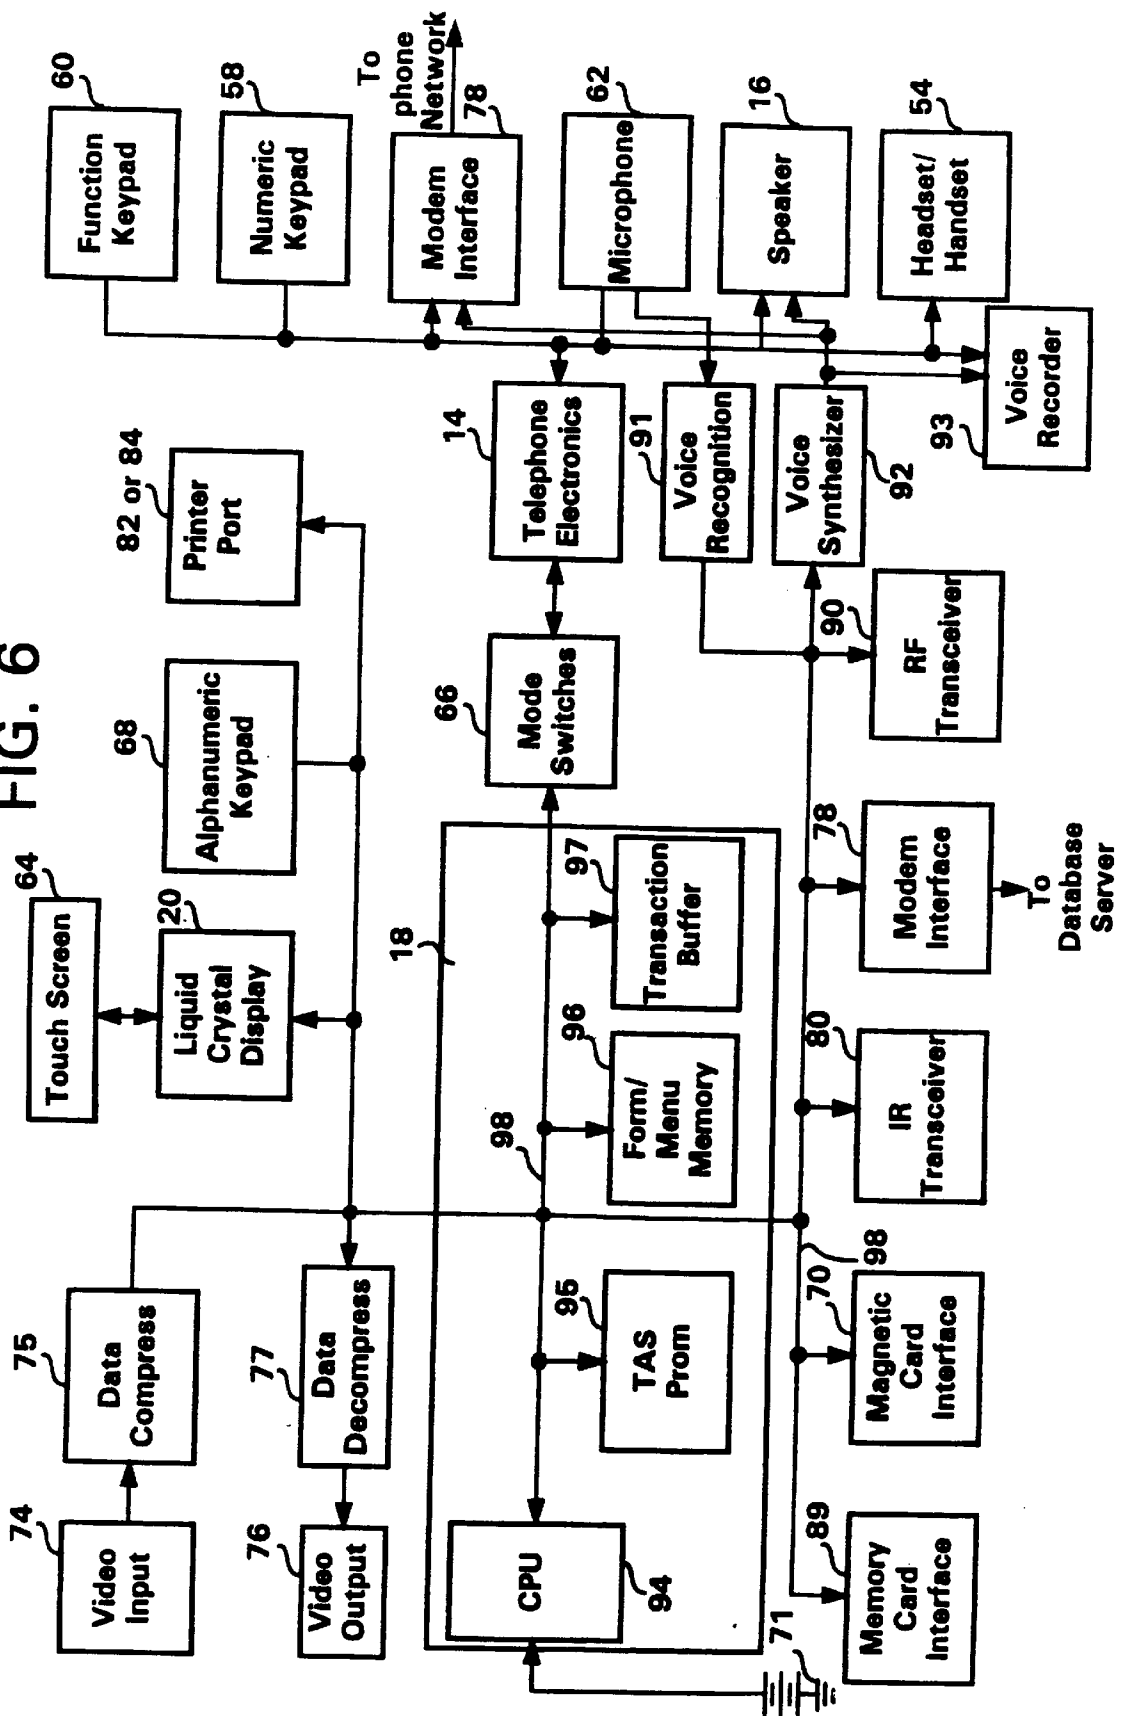 FIG. 6
74
Video
Input
75
Data
Compress
64
Touch Screen
20
Liquid
Crystal
Display
68
Alphanumeric
Keypad
82 or 84
Printer
Port
60
Function
Keypad
58
Numeric
Keypad
To
phone
Network
78
Modem
Interface
76
Video
Output
77
Data
Decompress
18
98
CPU
94
95
TAS
Prom
96
Form/
Menu
Memory
97
Transaction
Buffer
66
Mode
Switches
14
Telephone
Electronics
62
Microphone
91
Voice
Recognition
16
Speaker
Voice
Synthesizer
92
54
Headset/
Handset
93
Voice
Recorder
71
89
Memory
Card
Interface
70
Magnetic
Card
Interface
98
80
IR
Transceiver
78
Modem
Interface
To
Database
Server
90
RF
Transceiver